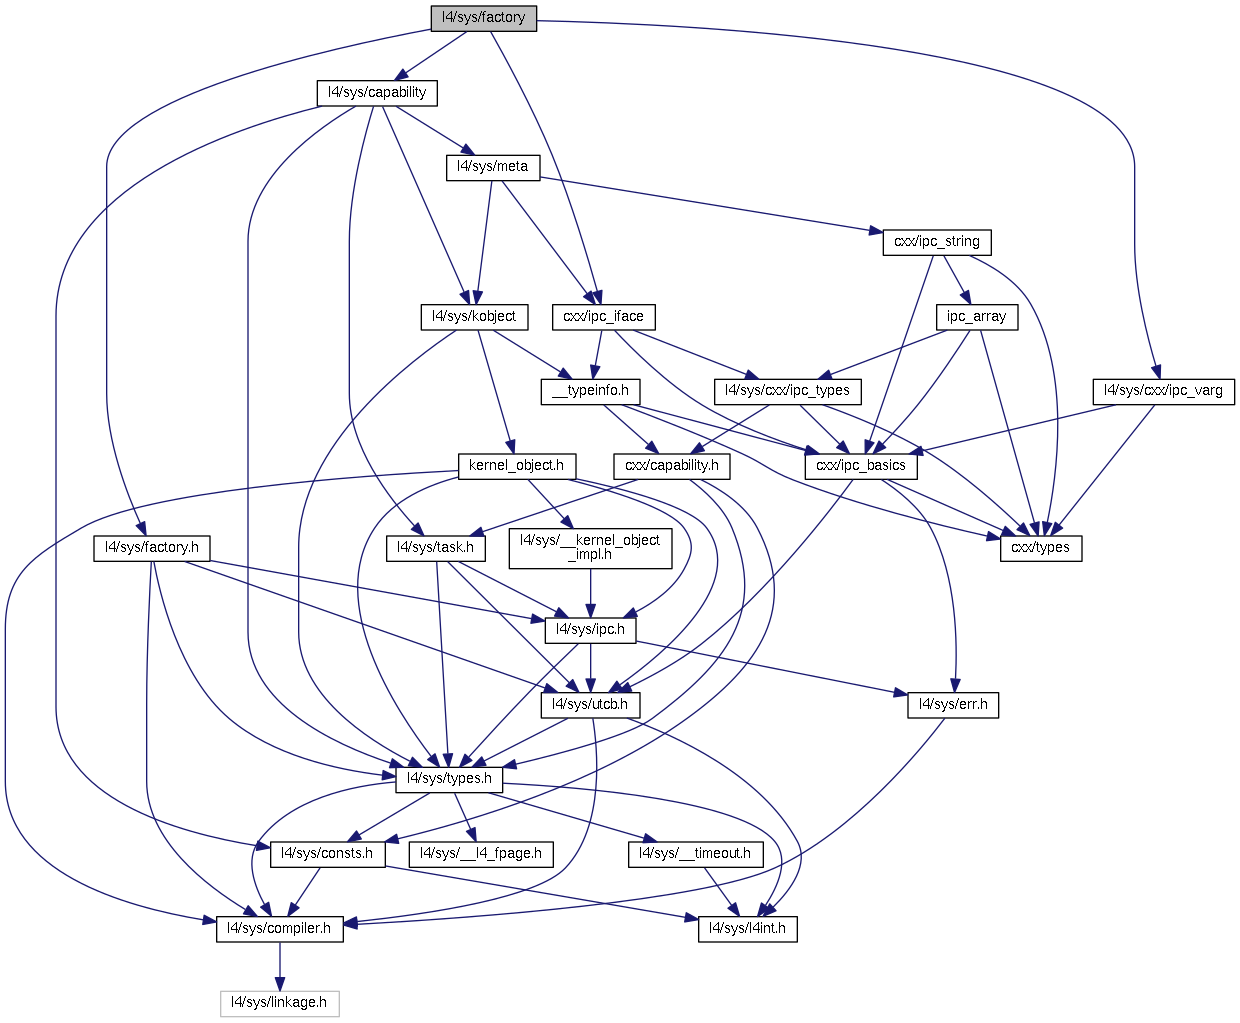 l4/sys/factory
l4/sys/capability
l4/sys/meta
cxx/ipc_string
l4/sys/kobject
cxx/ipc_iface
ipc_array
__typeinfo.h
l4/sys/cxx/ipc_types
l4/sys/cxx/ipc_varg
kernel_object.h
cxx/capability.h
cxx/ipc_basics
l4/sys/factory.h
l4/sys/task.h
l4/sys/__kernel_object
_impl.h
cxx/types
l4/sys/ipc.h
l4/sys/utcb.h
l4/sys/err.h
l4/sys/types.h
l4/sys/consts.h
l4/sys/__l4_fpage.h
l4/sys/__timeout.h
l4/sys/compiler.h
l4/sys/l4int.h
l4/sys/linkage.h